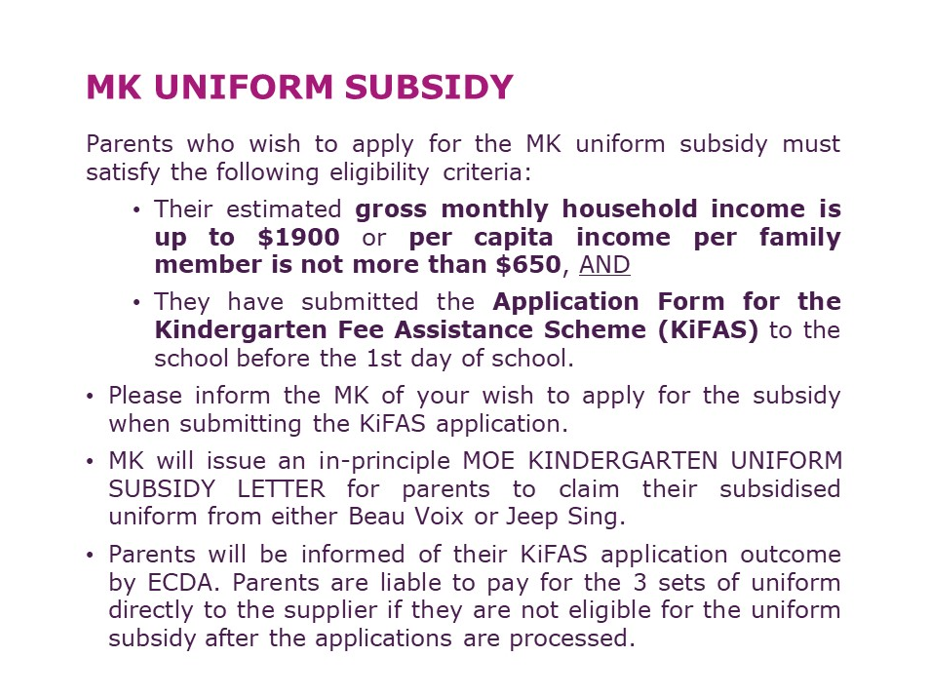 MK UNIFORM SUBSIDY
Parents who wish to apply for the MK uniform subsidy must
satisfy the following eligibility criteria:
• Their estimated gross monthly household income is
up to $1900 or per capita income per family
member is not more than $650, AND
• They have submitted the Application Form for the
Kindergarten Fee Assistance Scheme (KiFAS) to the
school before the 1st day of school.
• Please inform the MK of your wish to apply for the subsidy
when submitting the KiFAS application.
• MK will issue an in-principle MOE KINDERGARTEN UNIFORM
SUBSIDY LETTER for parents to claim their subsidised
uniform from either Beau Voix or Jeep Sing.
• Parents will be informed of their KiFAS application outcome
by ECDA. Parents are liable to pay for the 3 sets of uniform
directly to the supplier if they are not eligible for the uniform
subsidy after the applications are processed.